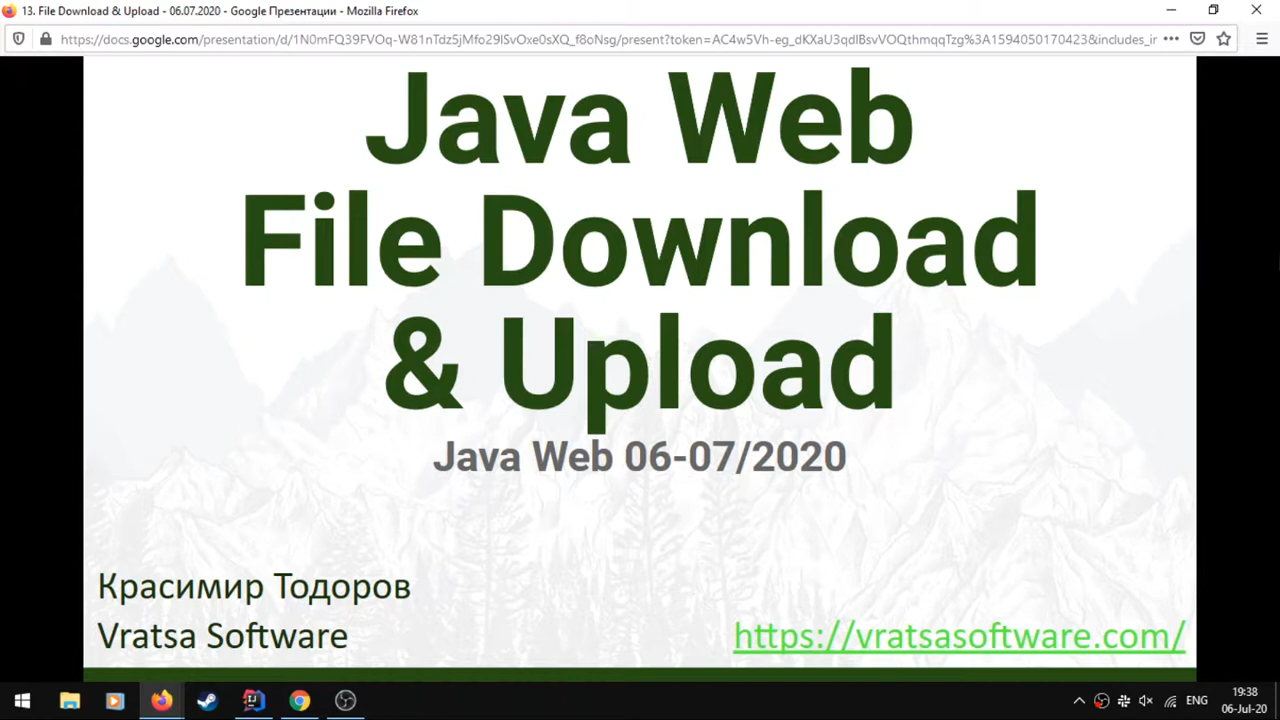 13. File Download & Upload - 06.07.2020 - Google Презентации - Mozilla Firefox
https://docs.google.com/presentation/d/1N0mFQ39FVOq-W81nTdz5jMfo29lSvOxe0sXQ_f8oNsg/present?token=AC4w5Vh-eg_dKXaU3qdlBsvVOQthmqqTzg%3A1594050170423&includes_ir
Java Web
File Download
& Upload
Java Web 06-07/2020
Красимир Тодоров
Vratsa Software
https://vratsasoftware.com/
ENG
19:38
06-Jul-20